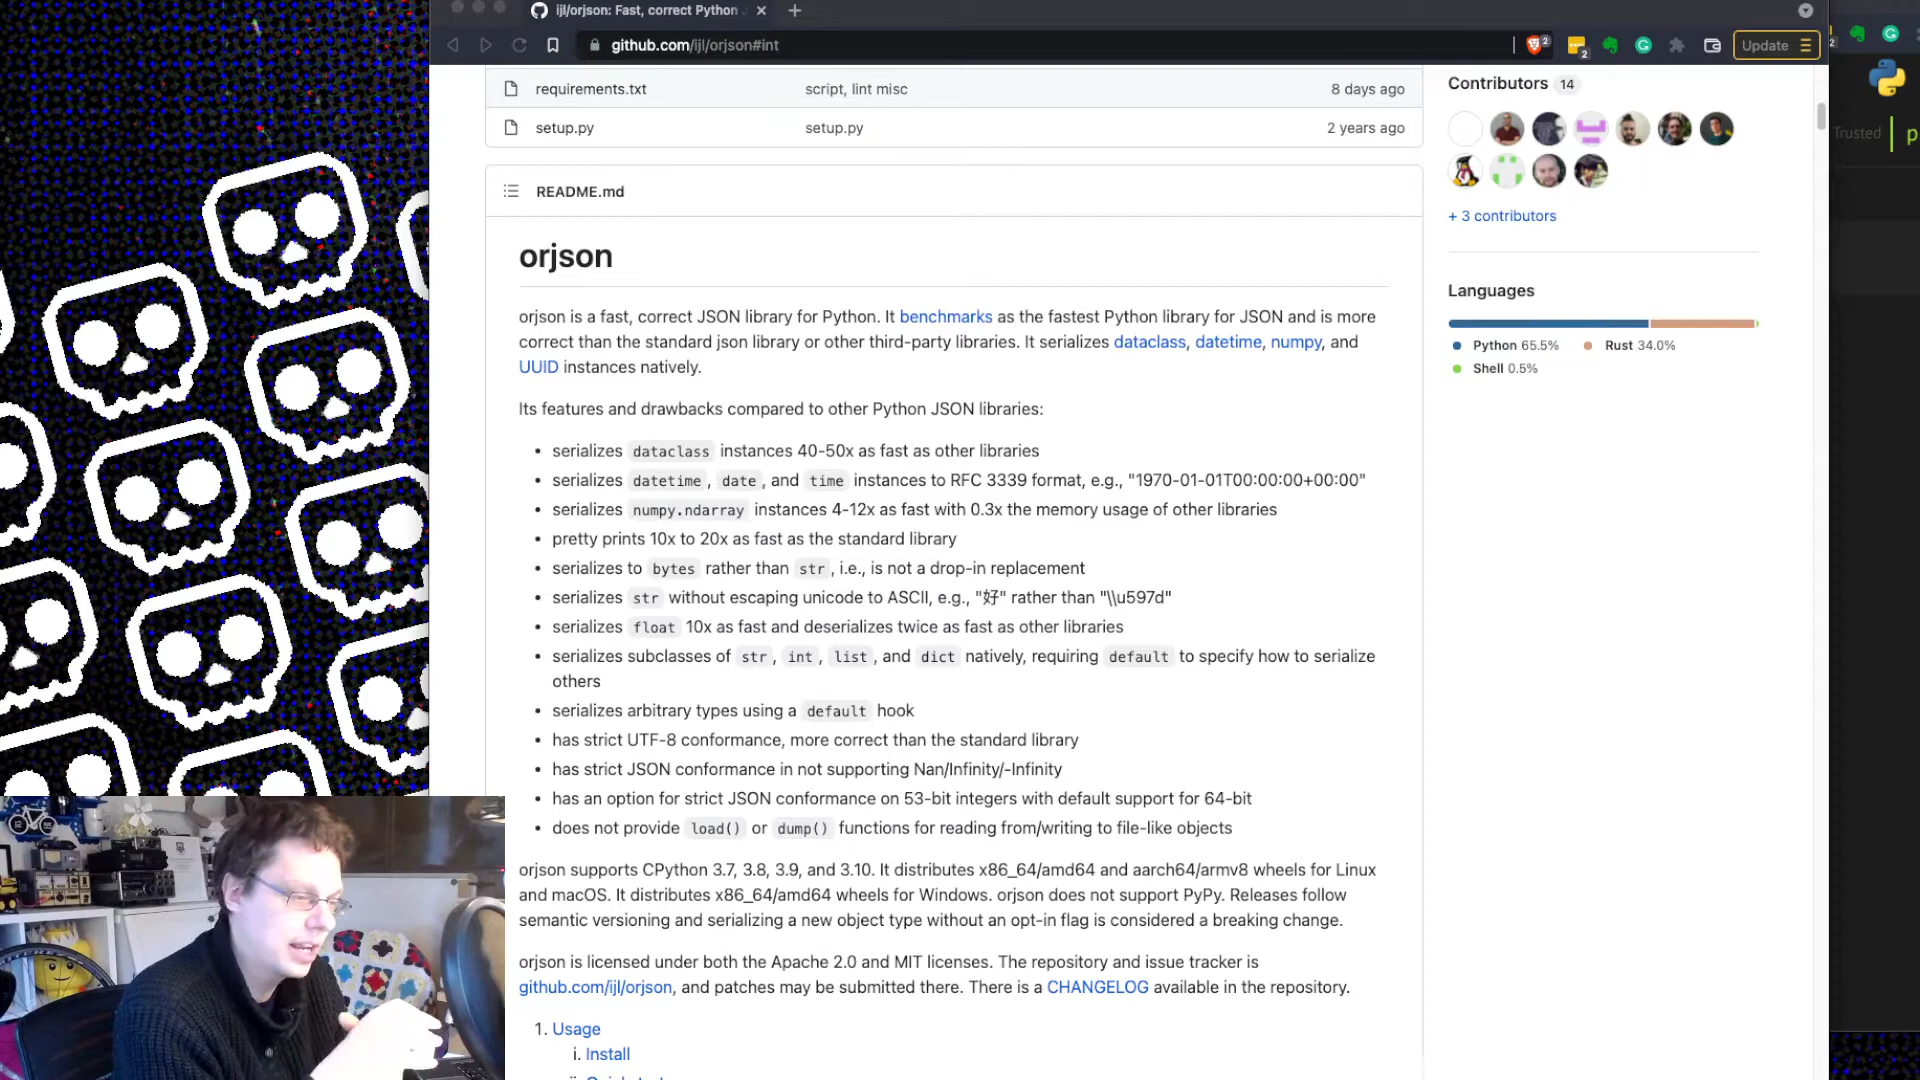 ijl/orjson: Fast, correct Python
github.com/ijl/orjson#int
2
2
Update
2
requirements.txt script, lint misc 8 days ago
setup.py setup.py 2 years ago
README.md
orjson
orjson is a fast, correct JSON library for Python. It benchmarks as the fastest Python library for JSON and is more
correct than the standard json library or other third-party libraries. It serializes dataclass, datetime, numpy, and
UUID instances natively.
Its features and drawbacks compared to other Python JSON libraries:
• serializes dataclass instances 40-50x as fast as other libraries
• serializes datetime, date, and time instances to RFC 3339 format, e.g., "1970-01-01T00:00:00+00:00"
• serializes numpy.ndarray instances 4-12x as fast with 0.3x the memory usage of other libraries
• pretty prints 10x to 20x as fast as the standard library
• serializes to bytes rather than str, i.e., is not a drop-in replacement
• serializes str without escaping unicode to ASCII, e.g., "好" rather than "\\u597d"
• serializes float 10x as fast and deserializes twice as fast as other libraries
• serializes subclasses of str, int, list, and dict natively, requiring default to specify how to serialize
others
• serializes arbitrary types using a default hook
• has strict UTF-8 conformance, more correct than the standard library
• has strict JSON conformance in not supporting Nan/Infinity/-Infinity
• has an option for strict JSON conformance on 53-bit integers with default support for 64-bit
• does not provide load() or dump() functions for reading from/writing to file-like objects
orjson supports CPython 3.7, 3.8, 3.9, and 3.10. It distributes x86_64/amd64 and aarch64/armv8 wheels for Linux
and macOS. It distributes x86_64/amd64 wheels for Windows. orjson does not support PyPy. Releases follow
semantic versioning and serializing a new object type without an opt-in flag is considered a breaking change.
orjson is licensed under both the Apache 2.0 and MIT licenses. The repository and issue tracker is
github.com/ijl/orjson, and patches may be submitted there. There is a CHANGELOG available in the repository.
1. Usage
i. Install
Contributors 14
+ 3 contributors
Languages
Python 65.5% Rust 34.0%
Shell 0.5%
Trusted
p